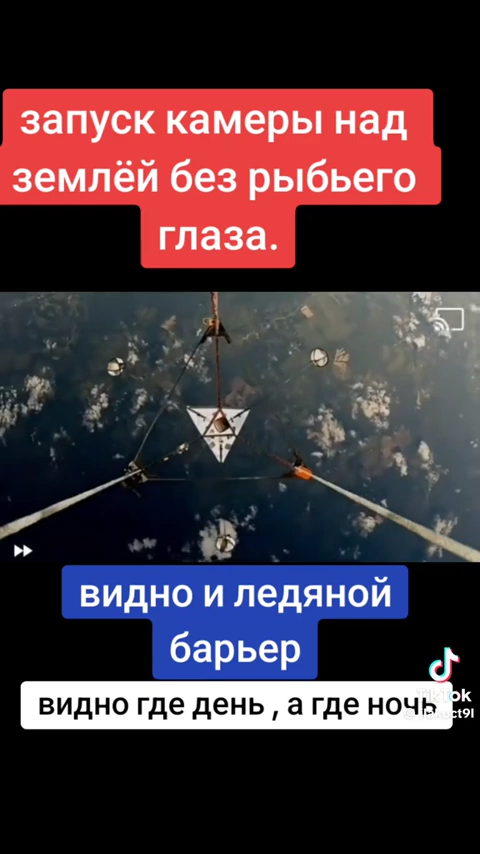 запуск камеры над
землёй без рыбьего
глаза.
видно и ледяной
барьер
видно где день , а где ночь
TikTok